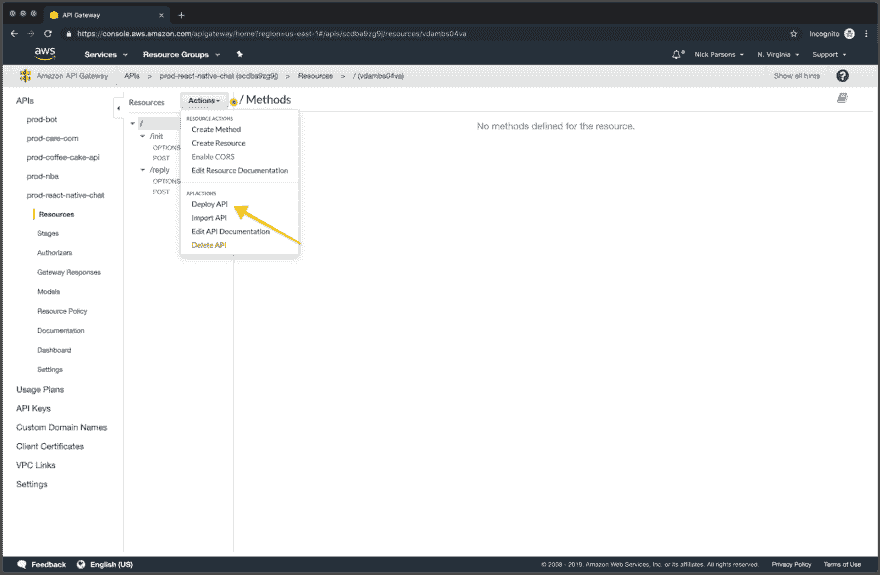 API Gateway
https://console.aws.amazon.com/apigateway/home?region=us-east-1#/apis/scdba9zg9j/resources/vdambs04va
Incognito
aws
Services
Resource Groups
Nick Parsons
N. Virginia
Support
Amazon API Gateway
APIs > prod-react-native-chat (scdba9zg9j) > Resources > / (vdambs04va)
Show all hints
APIs
prod-bot
prod-care-com
prod-coffee-cake-api
prod-nba
prod-react-native-chat
Resources
Stages
Authorizers
Gateway Responses
Models
Resource Policy
Documentation
Dashboard
Settings
Usage Plans
API Keys
Custom Domain Names
Client Certificates
VPC Links
Settings
Resources
Actions
/ Methods
/
/init
OPTIONS
POST
/reply
OPTIONS
POST
RESOURCE ACTIONS
Create Method
Create Resource
Enable CORS
Edit Resource Documentation
API ACTIONS
Deploy API
Import API
Edit API Documentation
Delete API
No methods defined for the resource.
Feedback
English (US)
© 2008 - 2019, Amazon Web Services, Inc. or its affiliates. All rights reserved.
Privacy Policy
Terms of Use